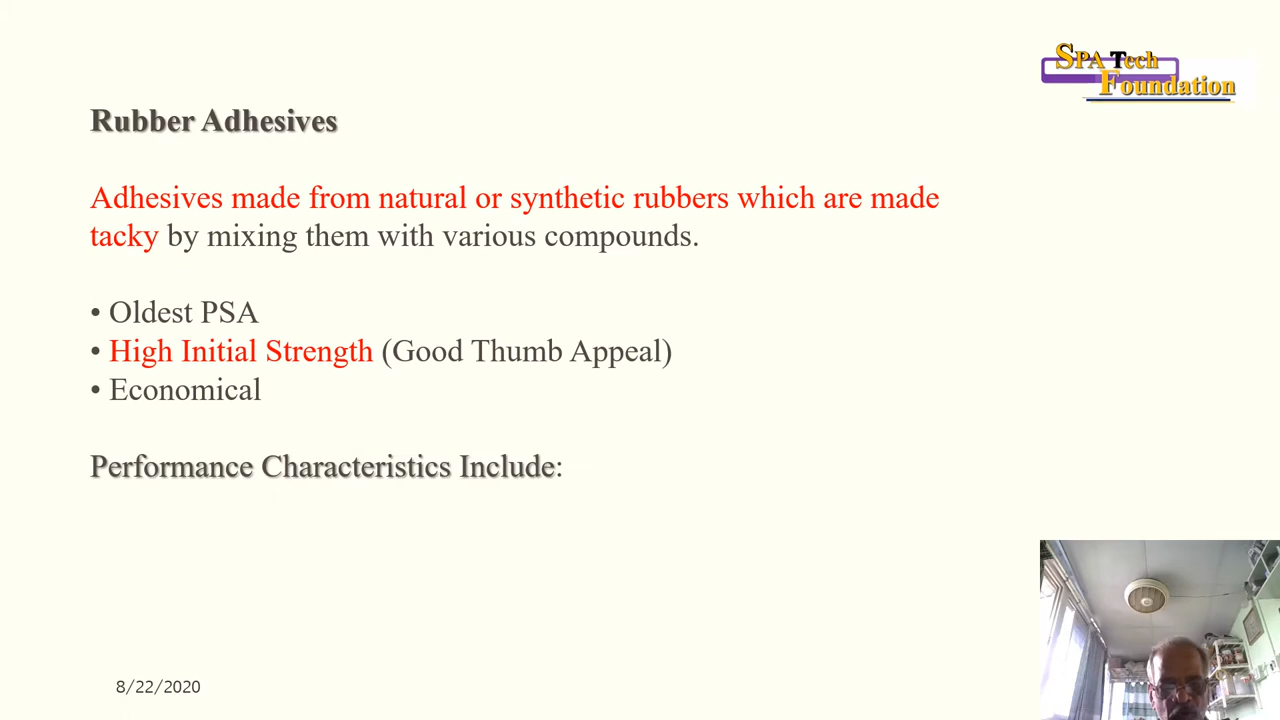 SPA Tech
Foundation
Rubber Adhesives
Adhesives made from natural or synthetic rubbers which are made
tacky by mixing them with various compounds.
• Oldest PSA
• High Initial Strength (Good Thumb Appeal)
• Economical
Performance Characteristics Include:
8/22/2020